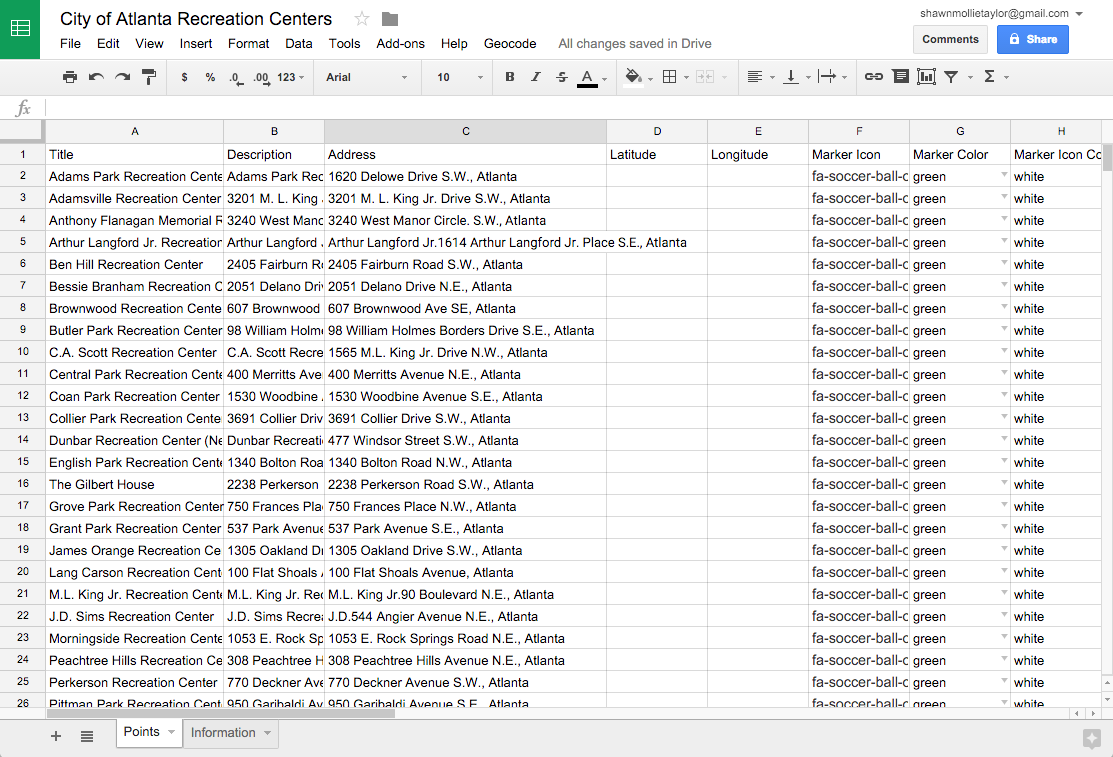 City of Atlanta Recreation Centers
shawnmollietaylor@gmail.com
File Edit View Insert Format Data Tools Add-ons Help Geocode All changes saved in Drive
Comments Share
$ % .0 .00 123 Arial 10 B I S A Σ
fx
A B C D E F G H
1 Title Description Address Latitude Longitude Marker Icon Marker Color Marker Icon Co
2 Adams Park Recreation Cente Adams Park Rec 1620 Delowe Drive S.W., Atlanta fa-soccer-ball-o green white
3 Adamsville Recreation Center 3201 M. L. King 3201 M. L. King Jr. Drive S.W., Atlanta fa-soccer-ball-o green white
4 Anthony Flanagan Memorial R 3240 West Mano 3240 West Manor Circle. S.W., Atlanta fa-soccer-ball-o green white
5 Arthur Langford Jr. Recreation Arthur Langford Arthur Langford Jr.1614 Arthur Langford Jr. Place S.E., Atlanta fa-soccer-ball-o green white
6 Ben Hill Recreation Center 2405 Fairburn R 2405 Fairburn Road S.W., Atlanta fa-soccer-ball-o green white
7 Bessie Branham Recreation C 2051 Delano Driv 2051 Delano Drive N.E., Atlanta fa-soccer-ball-o green white
8 Brownwood Recreation Cente 607 Brownwood 607 Brownwood Ave SE, Atlanta fa-soccer-ball-o green white
9 Butler Park Recreation Center 98 William Holm 98 William Holmes Borders Drive S.E., Atlanta fa-soccer-ball-o green white
10 C.A. Scott Recreation Center C.A. Scott Recre 1565 M.L. King Jr. Drive N.W., Atlanta fa-soccer-ball-o green white
11 Central Park Recreation Cente 400 Merritts Ave 400 Merritts Avenue N.E., Atlanta fa-soccer-ball-o green white
12 Coan Park Recreation Center 1530 Woodbine 1530 Woodbine Avenue S.E., Atlanta fa-soccer-ball-o green white
13 Collier Park Recreation Cente 3691 Collier Driv 3691 Collier Drive S.W., Atlanta fa-soccer-ball-o green white
14 Dunbar Recreation Center (Ne Dunbar Recreati 477 Windsor Street S.W., Atlanta fa-soccer-ball-o green white
15 English Park Recreation Cente 1340 Bolton Roa 1340 Bolton Road N.W., Atlanta fa-soccer-ball-o green white
16 The Gilbert House 2238 Perkerson 2238 Perkerson Road S.W., Atlanta fa-soccer-ball-o green white
17 Grove Park Recreation Center 750 Frances Pla 750 Frances Place N.W., Atlanta fa-soccer-ball-o green white
18 Grant Park Recreation Center 537 Park Avenue 537 Park Avenue S.E., Atlanta fa-soccer-ball-o green white
19 James Orange Recreation Ce 1305 Oakland Dr 1305 Oakland Drive S.W., Atlanta fa-soccer-ball-o green white
20 Lang Carson Recreation Cent 100 Flat Shoals 100 Flat Shoals Avenue, Atlanta fa-soccer-ball-o green white
21 M.L. King Jr. Recreation Cente M.L. King Jr. Rec M.L. King Jr.90 Boulevard N.E., Atlanta fa-soccer-ball-o green white
22 J.D. Sims Recreation Center J.D. Sims Recrea J.D.544 Angier Avenue N.E., Atlanta fa-soccer-ball-o green white
23 Morningside Recreation Cente 1053 E. Rock Sp 1053 E. Rock Springs Road N.E., Atlanta fa-soccer-ball-o green white
24 Peachtree Hills Recreation Ce 308 Peachtree H 308 Peachtree Hills Avenue N.E., Atlanta fa-soccer-ball-o green white
25 Perkerson Recreation Center 770 Deckner Ave 770 Deckner Avenue S.W., Atlanta fa-soccer-ball-o green white
26 Pittman Park Recreation Cent 950 Garibaldi Av 950 Garibaldi Avenue S.E., Atlanta fa-soccer-ball-o green white
Points Information